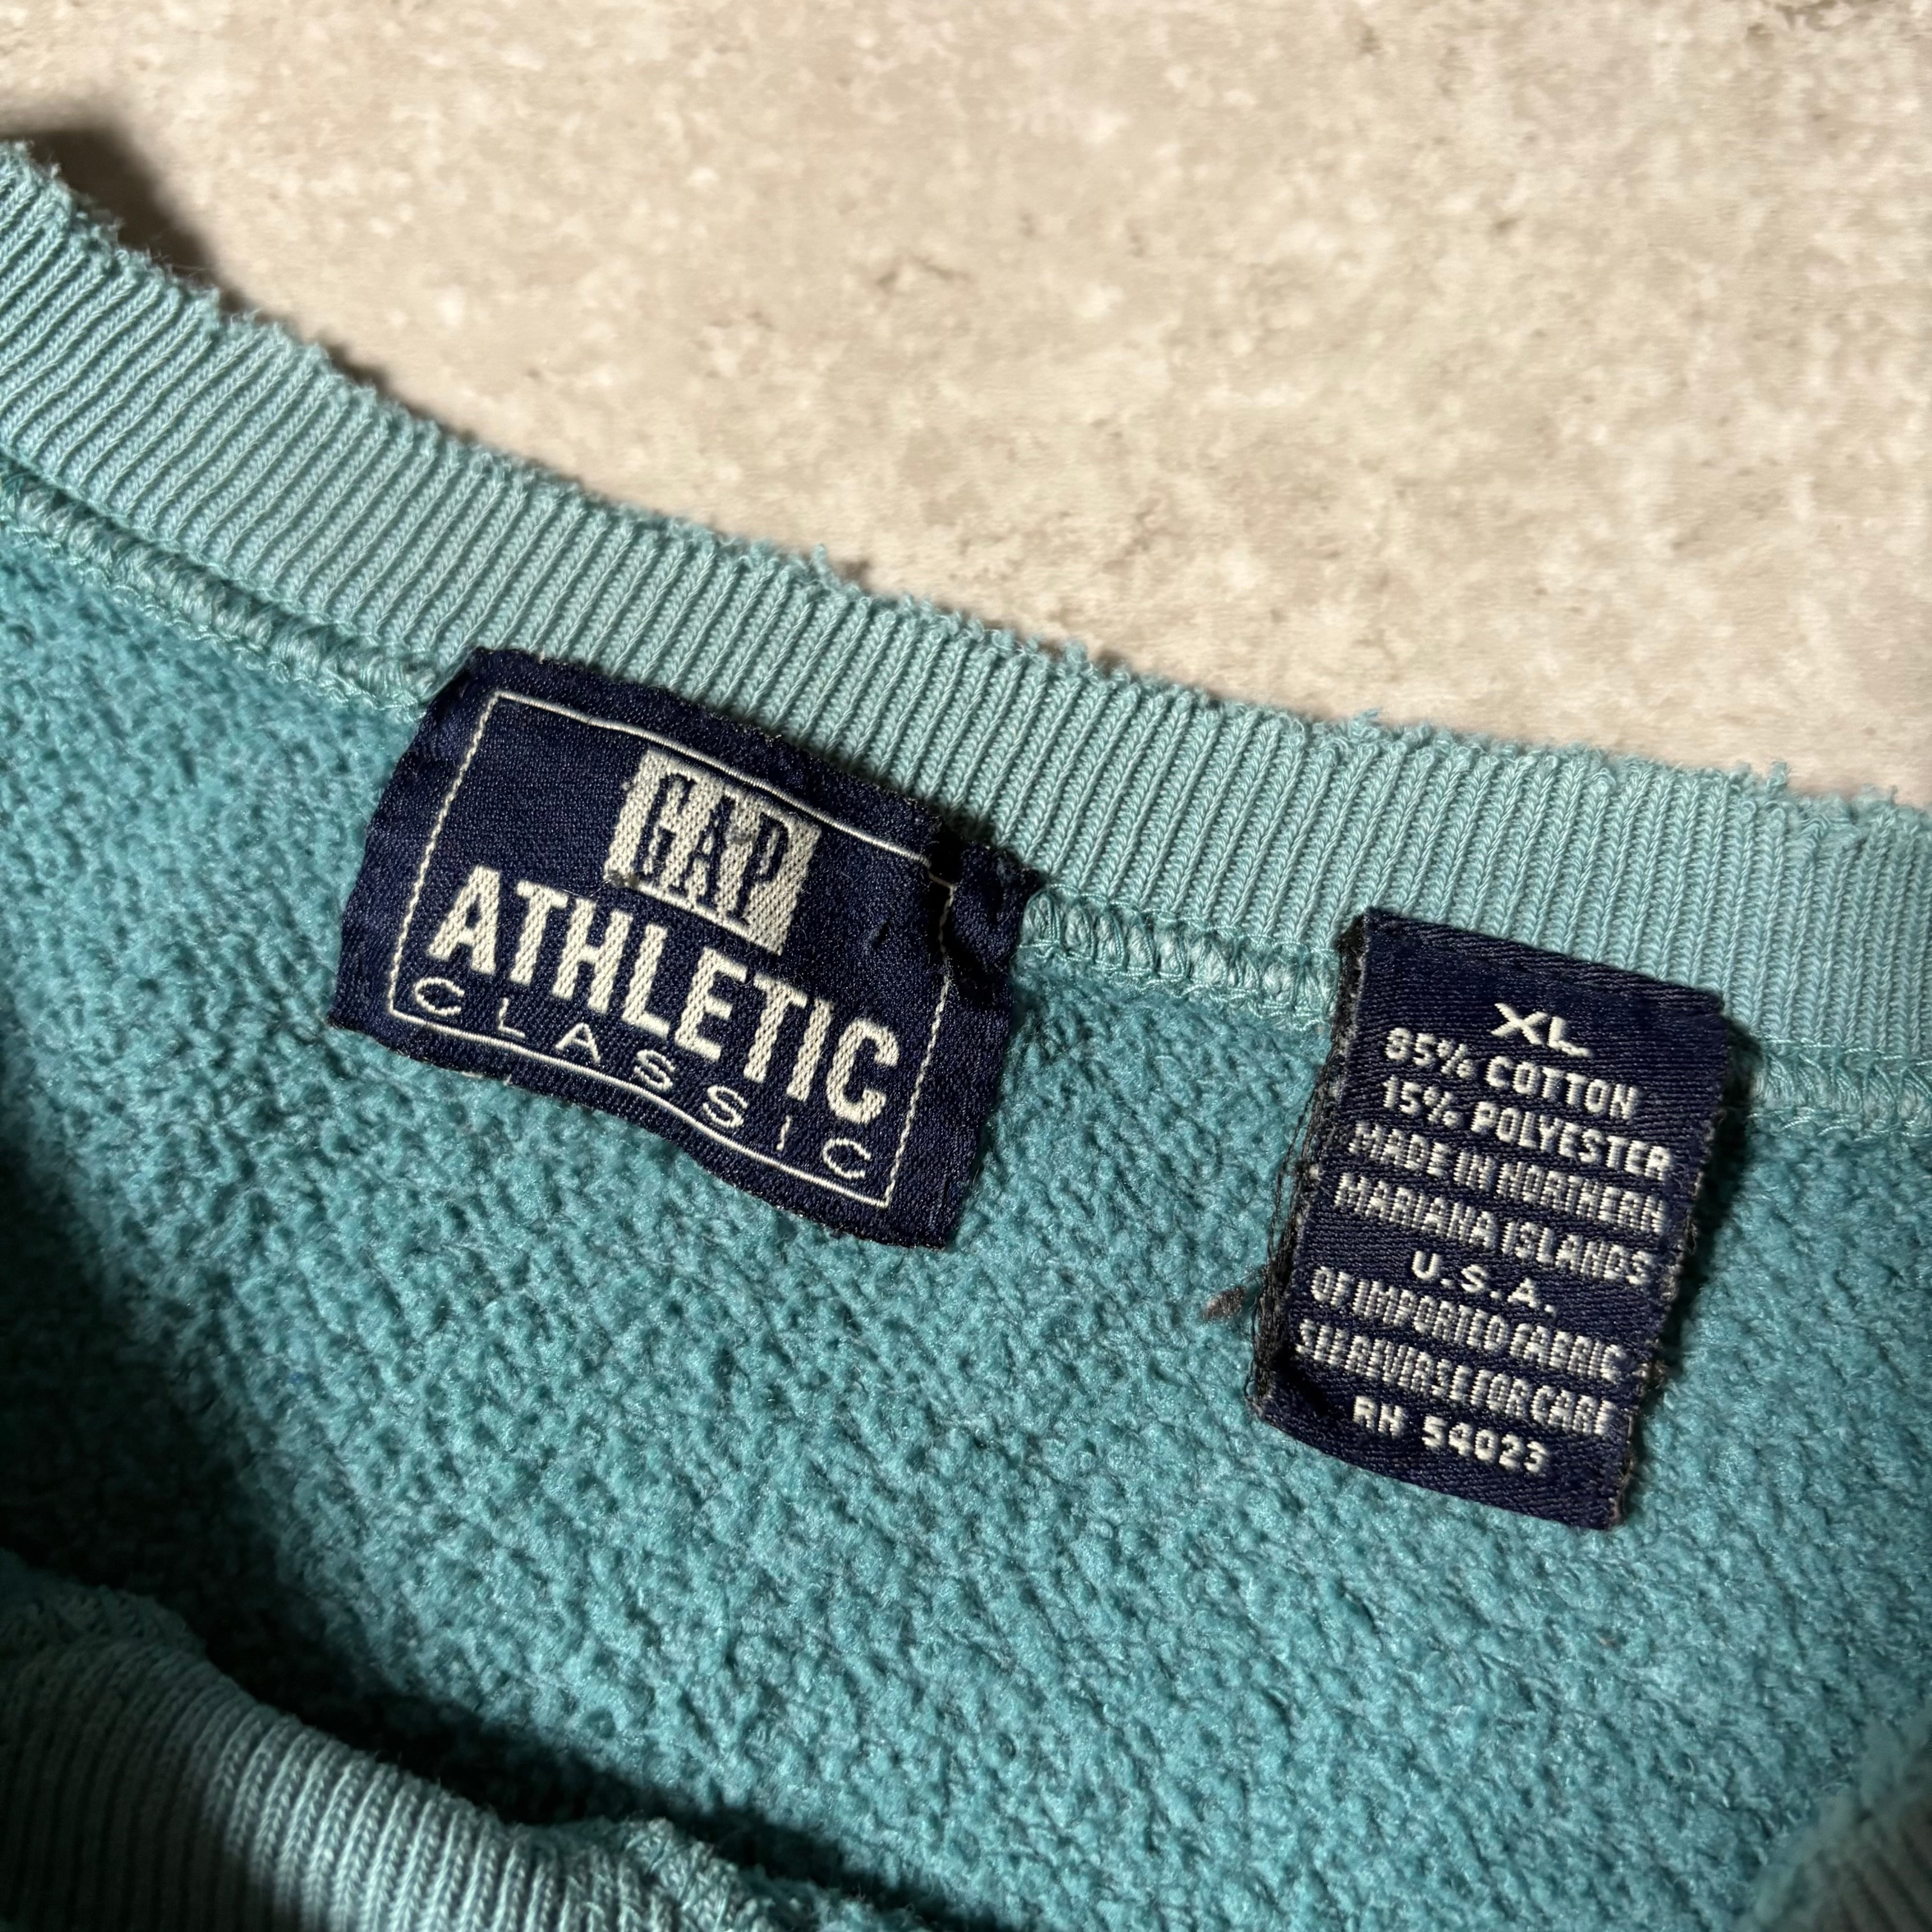 GAP
ATHLETIC
CLASSIC
XL
85% COTTON
15% POLYESTER
MADE IN NORTHERN
MARIANA ISLANDS
U.S.A.
OF IMPORTED FABRIC
SEE REVERSE FOR CARE
RN 54023